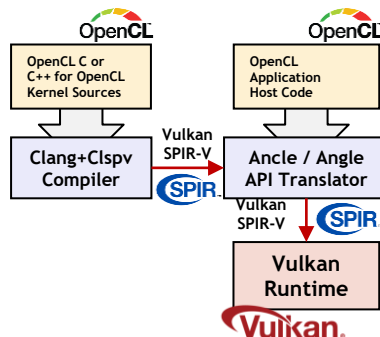 OpenCL
OpenCL
OpenCL C or
C++ for OpenCL
Kernel Sources
OpenCL
Application
Host Code
Clang+Clspv
Compiler
Vulkan
SPIR-V
SPIR.
Ancle / Angle
API Translator
Vulkan
SPIR-V
SPIR.
Vulkan
Runtime
Vulkan.